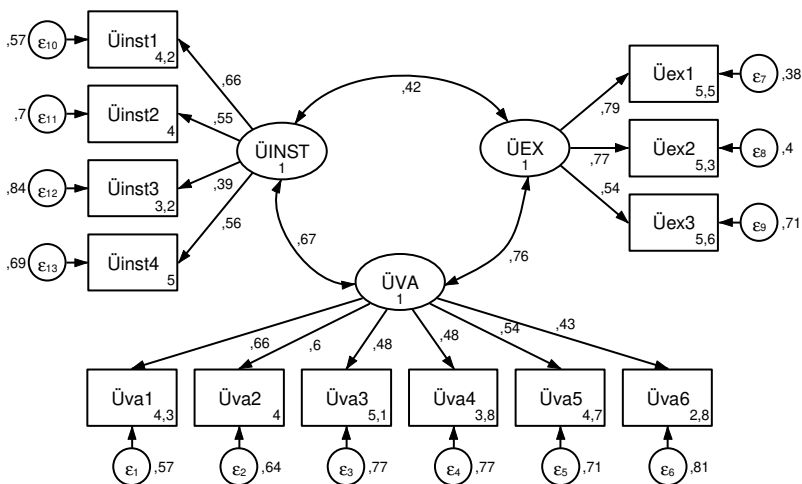 ,57 ε10 Üinst1 4,2
,7 ε11 Üinst2 4
,84 ε12 Üinst3 3,2
,69 ε13 Üinst4 5
,66
,55
,39
,56
ÜINST 1
,42
ÜEX 1
,79
,77
,54
Üex1 5,5 ε7 ,38
Üex2 5,3 ε8 ,4
Üex3 5,6 ε9 ,71
,67
,76
ÜVA 1
,66 ,6 ,48 ,48 ,54 ,43
Üva1 4,3
Üva2 4
Üva3 5,1
Üva4 3,8
Üva5 4,7
Üva6 2,8
ε1 ,57
ε2 ,64
ε3 ,77
ε4 ,77
ε5 ,71
ε6 ,81